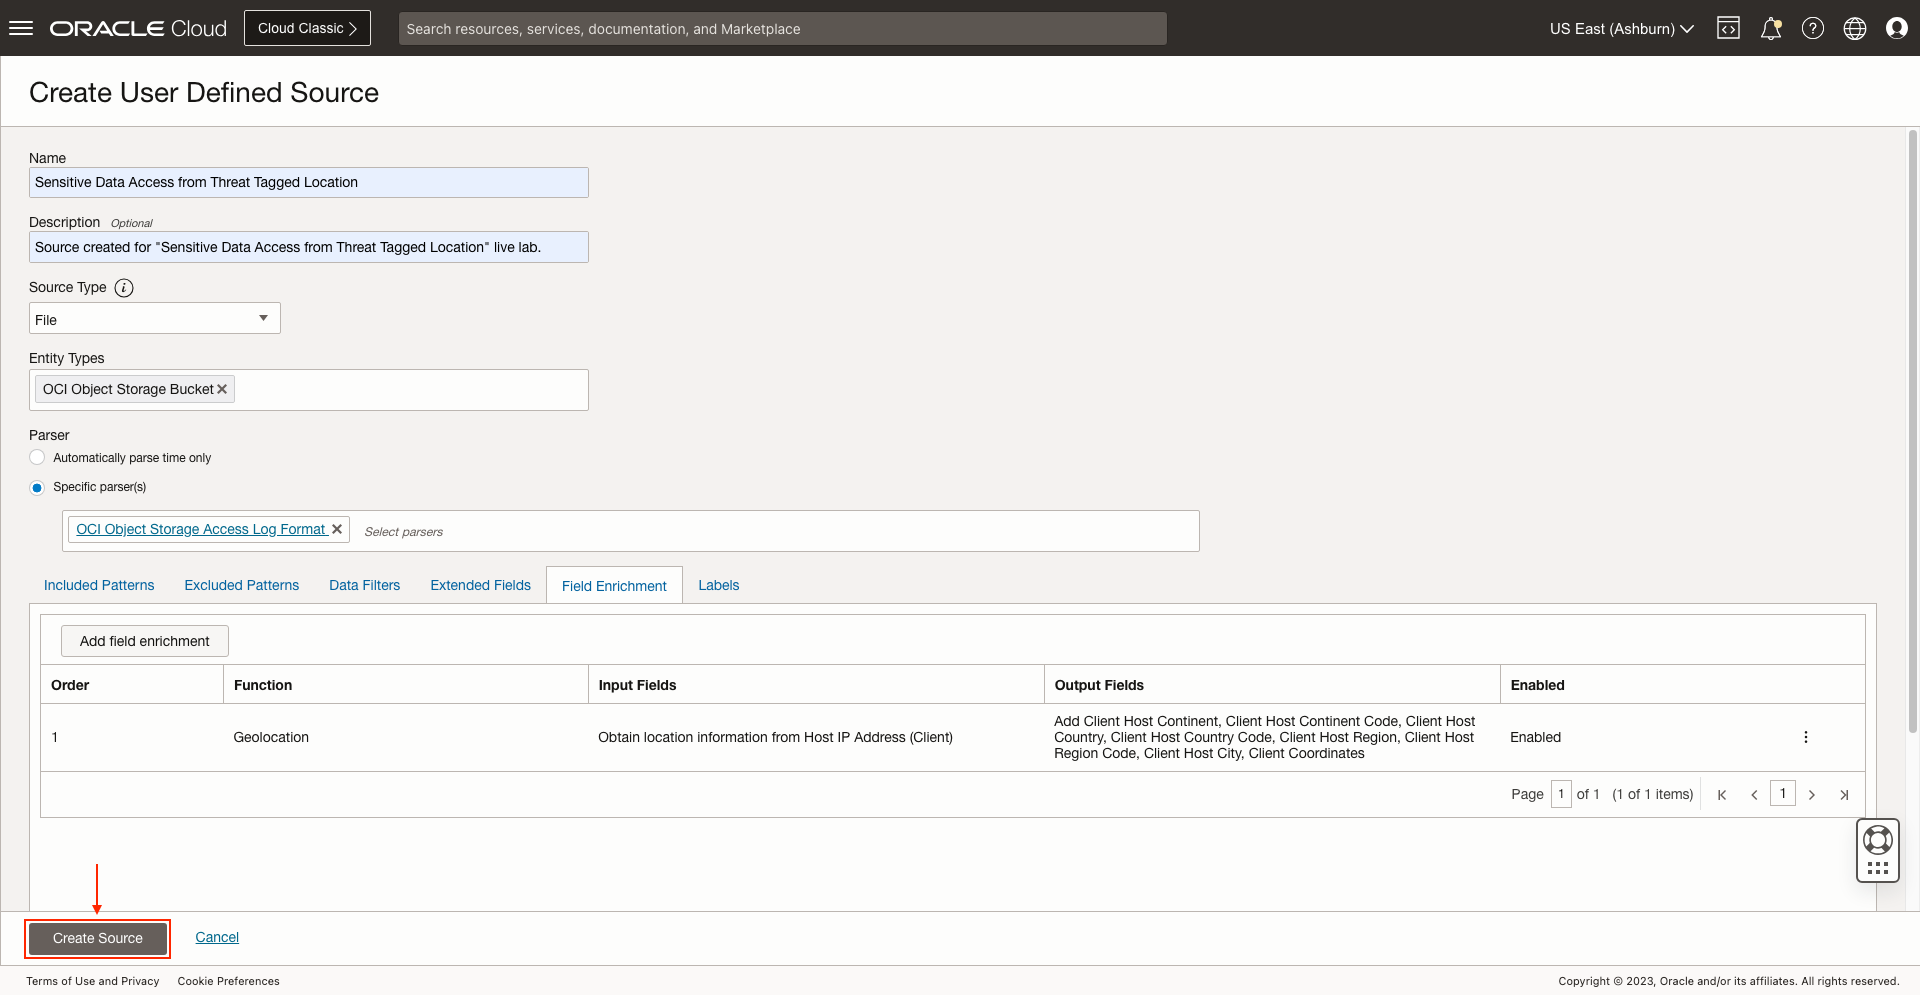 ORACLE Cloud
Cloud Classic
Search resources, services, documentation, and Marketplace
US East (Ashburn)
Create User Defined Source
Name
Sensitive Data Access from Threat Tagged Location
Description Optional
Source created for "Sensitive Data Access from Threat Tagged Location" live lab.
Source Type i
File
Entity Types
OCI Object Storage Bucket
Parser
Automatically parse time only
Specific parser(s)
OCI Object Storage Access Log Format Select parsers
Included Patterns Excluded Patterns Data Filters Extended Fields Field Enrichment Labels
Add field enrichment
Order Function Input Fields Output Fields Enabled
1 Geolocation Obtain location information from Host IP Address (Client)
Add Client Host Continent, Client Host Continent Code, Client Host
Country, Client Host Country Code, Client Host Region, Client Host
Region Code, Client Host City, Client Coordinates
Enabled
Page 1 of 1 (1 of 1 items) 1
Create Source Cancel
Terms of Use and Privacy Cookie Preferences
Copyright © 2023, Oracle and/or its affiliates. All rights reserved.